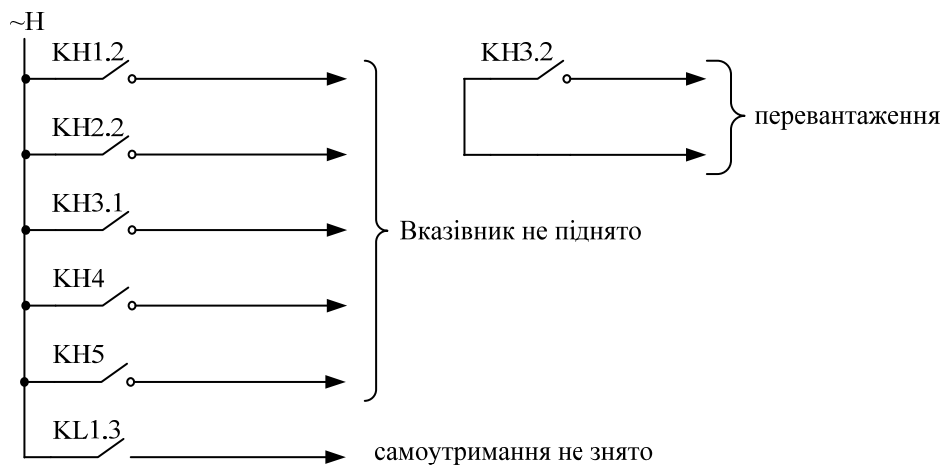 ~Н
KH1.2
KH3.2
перевантаження
KH2.2
KH3.1
Вказівник не піднято
KH4
KH5
KL1.3
самоутримання не знято